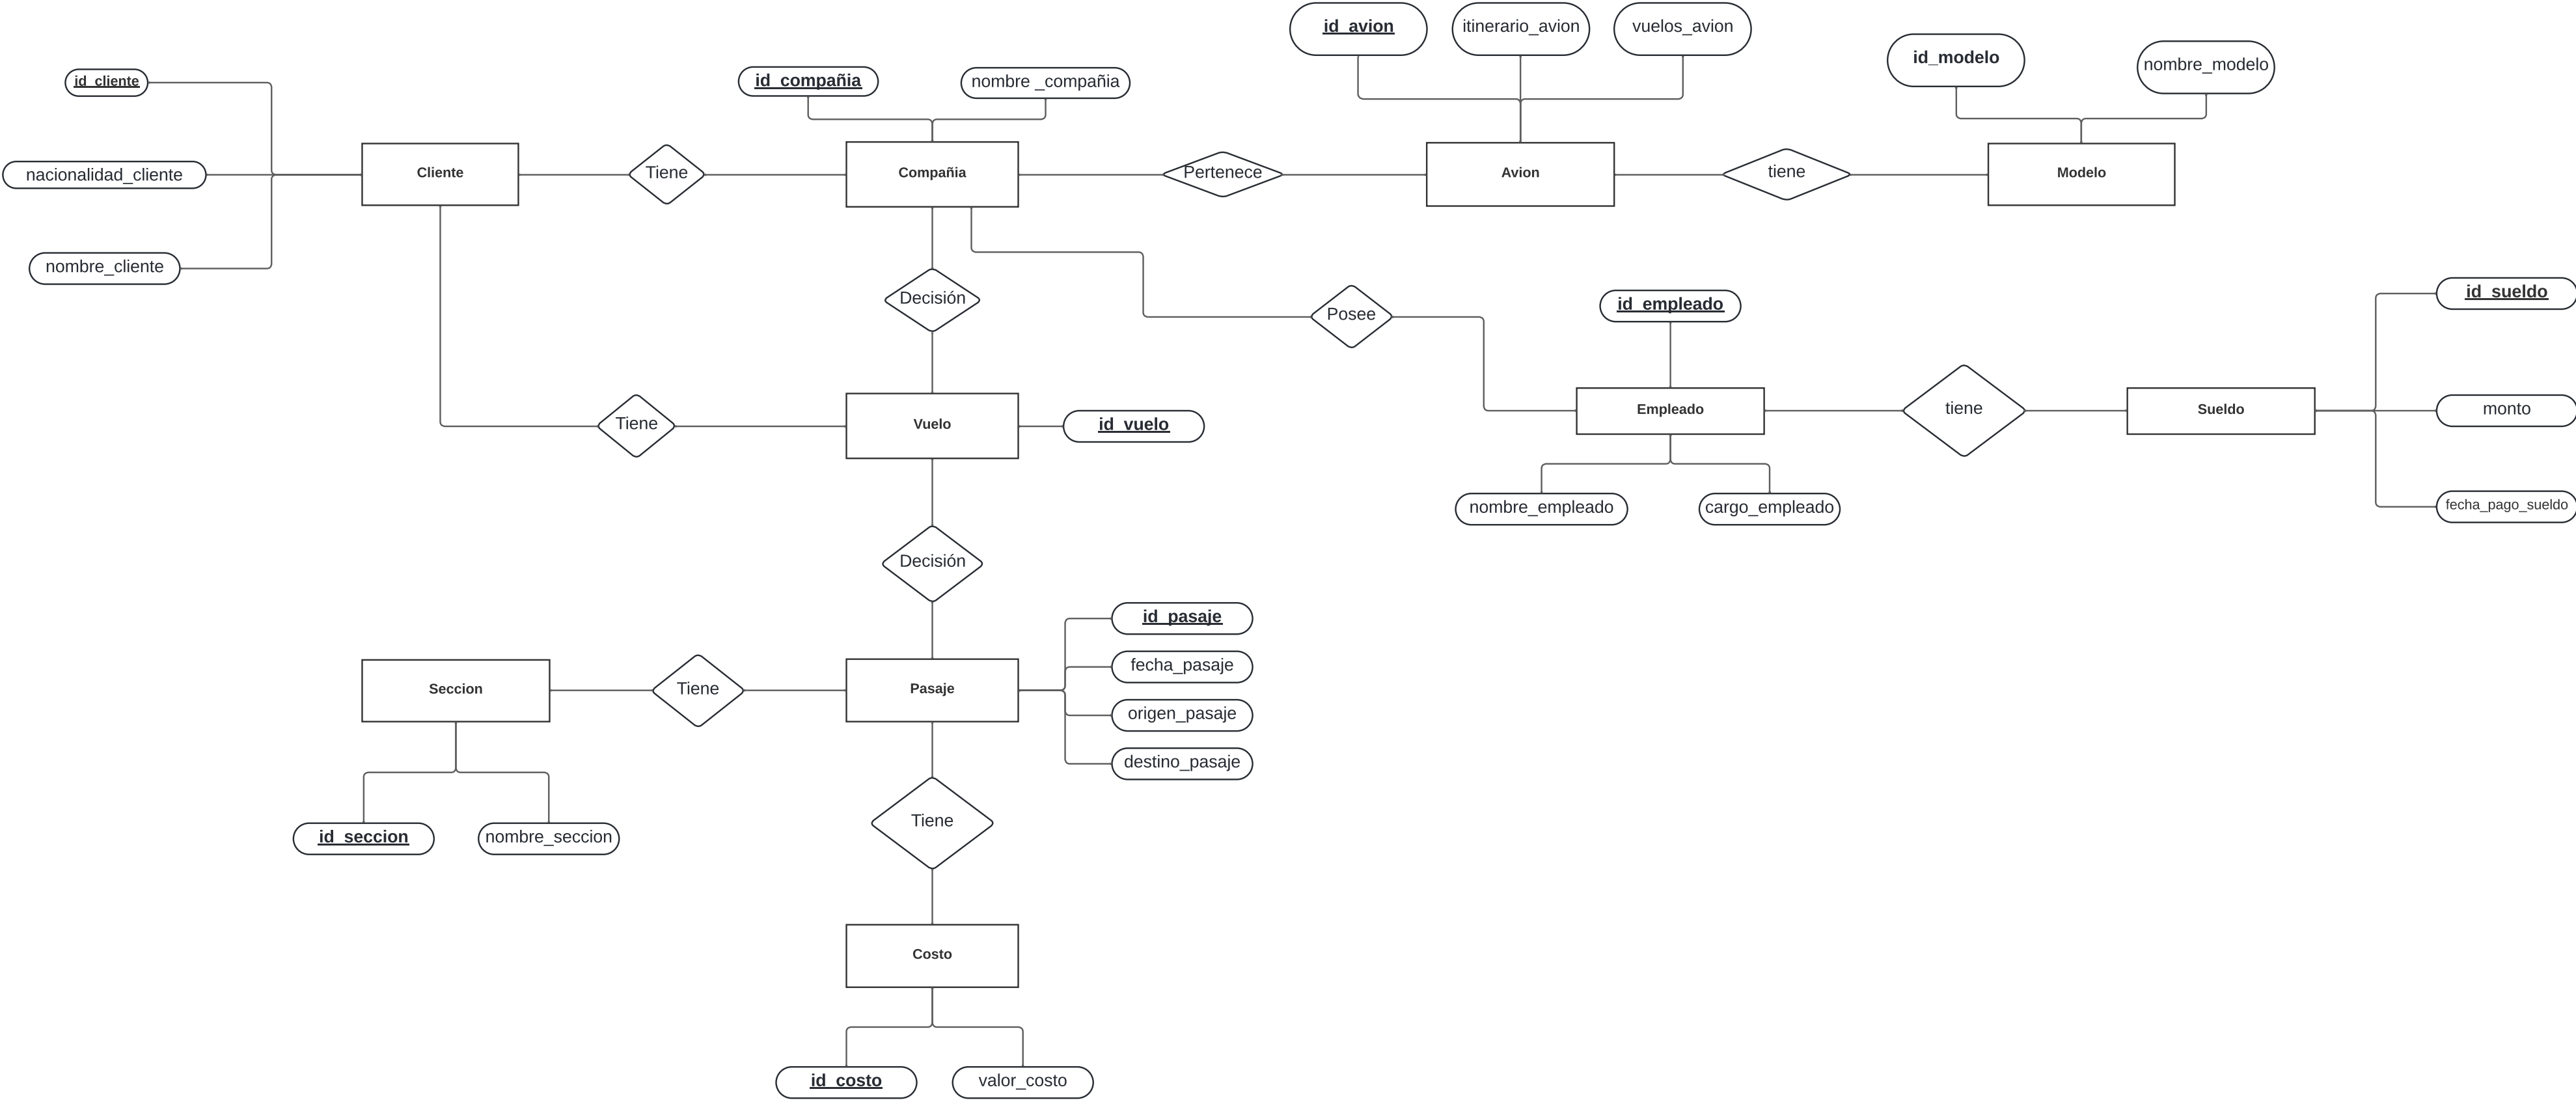 id_avion
itinerario_avion
vuelos_avion
id_modelo
nombre_modelo
id_cliente
id_compañia
nombre _compañia
nacionalidad_cliente
Cliente
Tiene
Compañia
Pertenece
Avion
tiene
Modelo
nombre_cliente
Decisión
Posee
id_empleado
id_sueldo
Tiene
Vuelo
id_vuelo
Empleado
tiene
Sueldo
monto
nombre_empleado
cargo_empleado
fecha_pago_sueldo
Decisión
id_pasaje
fecha_pasaje
Seccion
Tiene
Pasaje
origen_pasaje
destino_pasaje
id_seccion
nombre_seccion
Tiene
Costo
id_costo
valor_costo